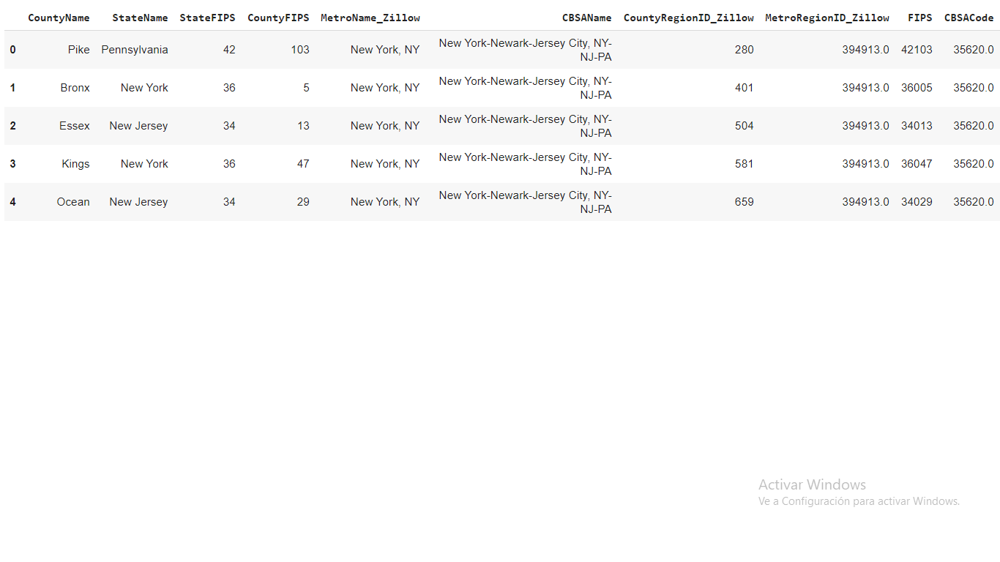 CountyName StateName StateFIPS CountyFIPS MetroName_Zillow CBSAName CountyRegionID_Zillow MetroRegionID_Zillow FIPS CBSACode
0 Pike Pennsylvania 42 103 New York, NY New York-Newark-Jersey City, NY-
NJ-PA 280 394913.0 42103 35620.0
1 Bronx New York 36 5 New York, NY New York-Newark-Jersey City, NY-
NJ-PA 401 394913.0 36005 35620.0
2 Essex New Jersey 34 13 New York, NY New York-Newark-Jersey City, NY-
NJ-PA 504 394913.0 34013 35620.0
3 Kings New York 36 47 New York, NY New York-Newark-Jersey City, NY-
NJ-PA 581 394913.0 36047 35620.0
4 Ocean New Jersey 34 29 New York, NY New York-Newark-Jersey City, NY-
NJ-PA 659 394913.0 34029 35620.0
Activar Windows
Ve a Configuración para activar Windows.